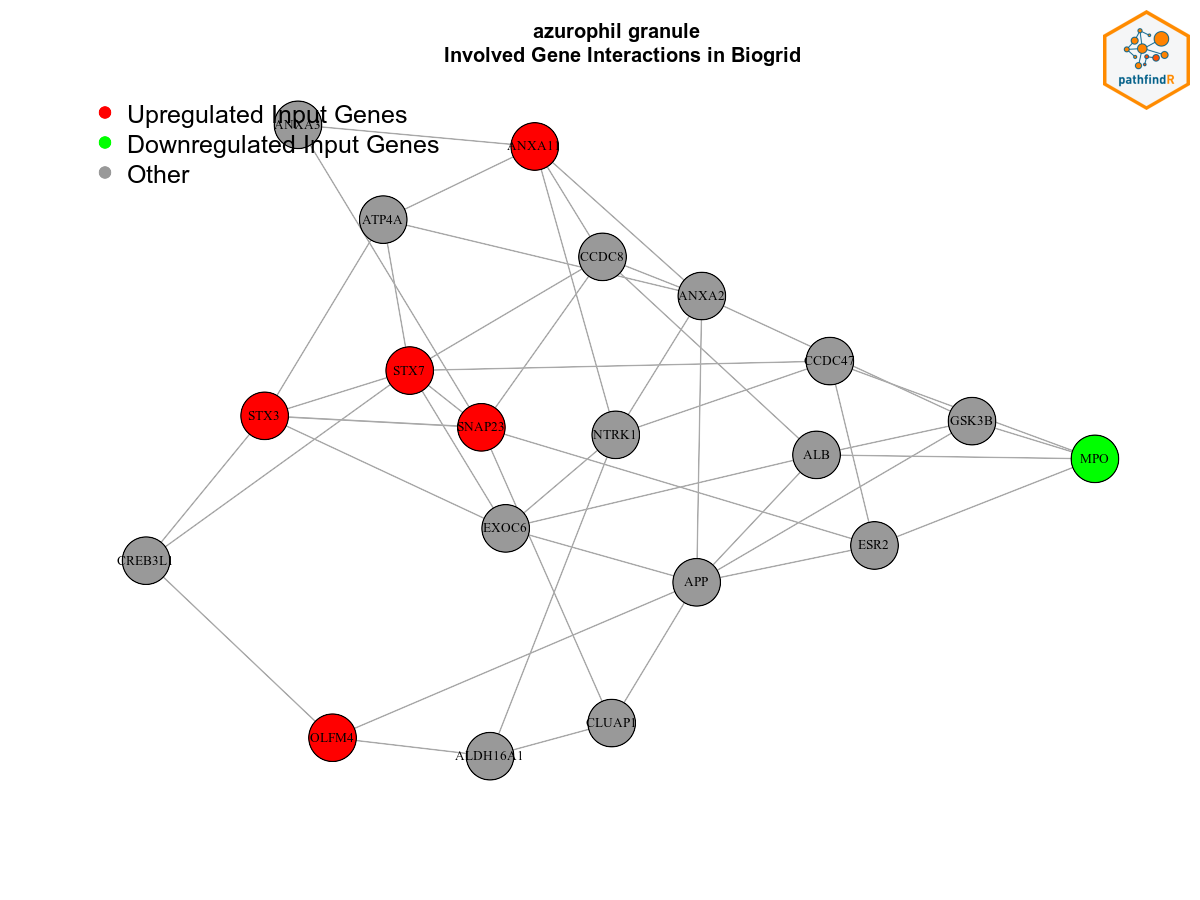 azurophil granule
Involved Gene Interactions in Biogrid
pathfindR
Upregulated Input Genes
Downregulated Input Genes
Other
ANXA3
ANXA11
ATP4A
CCDC8
ANXA2
CCDC47
STX7
STX3
SNAP23
NTRK1
GSK3B
ALB
MPO
EXOC6
ESR2
CREB3L1
APP
OLFM4
CLUAP1
ALDH16A1